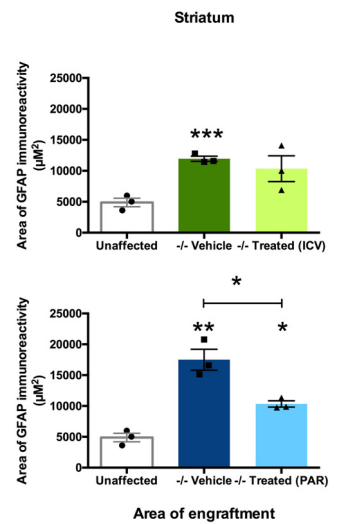 Striatum
Area of GFAP immunoreactivity
(µM²)
25000
20000
15000
10000
5000
0
***
Unaffected -/- Vehicle -/- Treated (ICV)
Area of GFAP immunoreactivity
(µM²)
25000
20000
15000
10000
5000
0
*
** *
Unaffected -/- Vehicle -/- Treated (PAR)
Area of engraftment